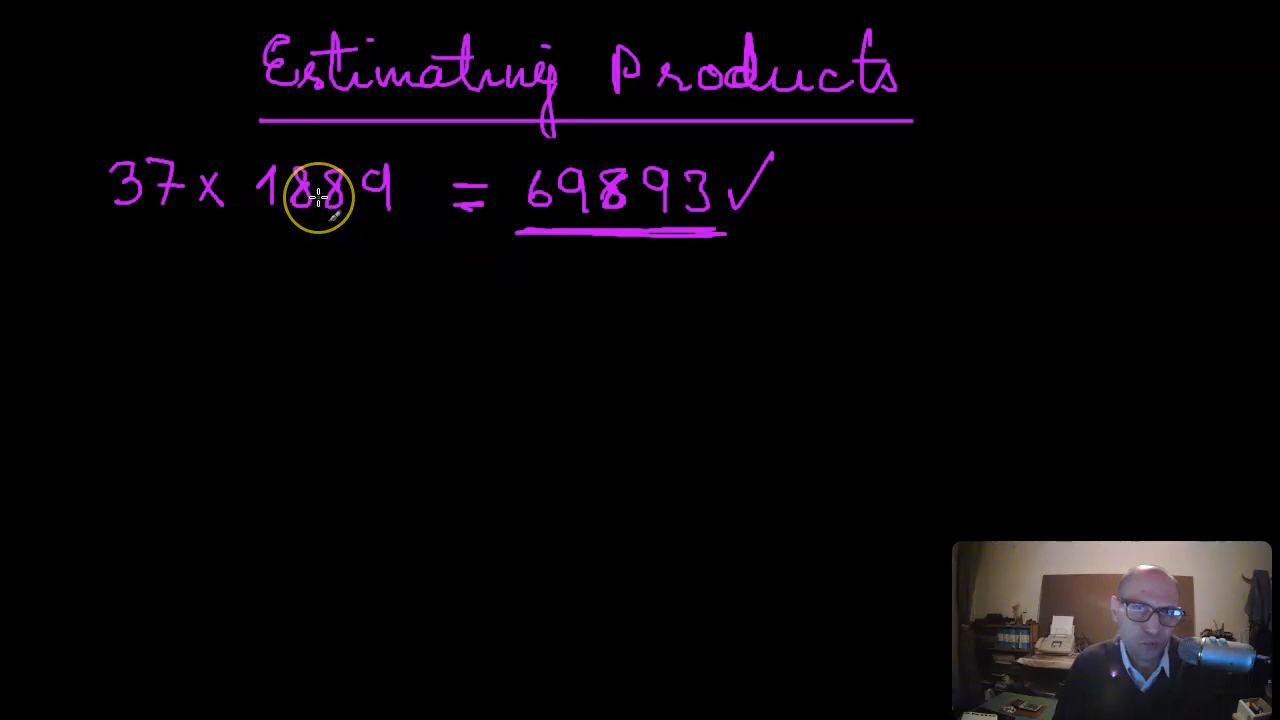 Estimating Products
37 x 1889 = 69893 ✓